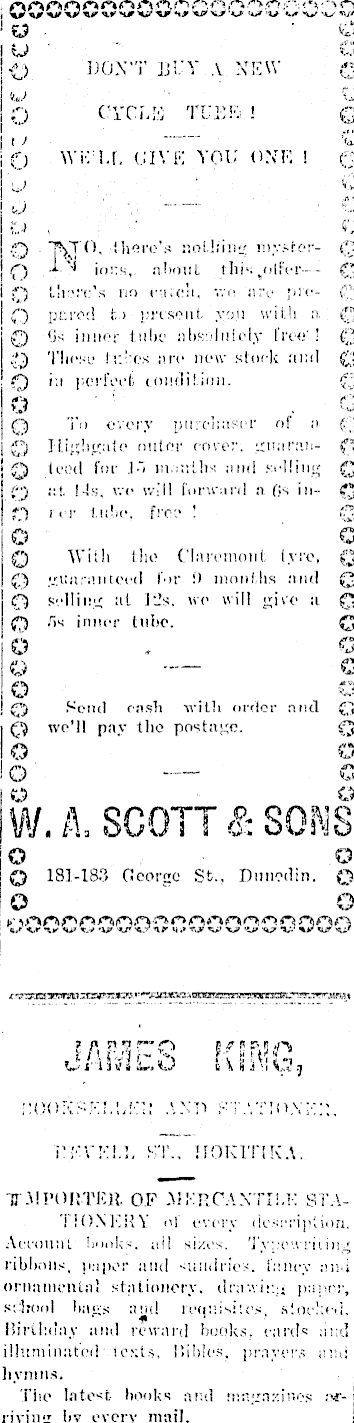 DON'T BUY A NEW
CYCLE TUBE !
WE'LL GIVE YOU ONE !
NO, there's nothing myster-
ious, about this offer—
there's no catch, we are pre-
pared to present you with a
6s inner tube absolutely free !
These tubes are new stock and
in perfect condition.
To every purchaser of a
Highgate outer cover, guaran-
teed for 15 months and selling
at 14s, we will forward a 6s in-
ner tube, free !
With the Claremont tyre,
guaranteed for 9 months and
selling at 12s, we will give a
5s inner tube.
Send cash with order and
we'll pay the postage.
W. A. SCOTT & SONS
181-183 George St., Dunedin.
JAMES KING,
BOOKSELLER AND STATIONER,
REVELL ST., HOKITIKA.
IMPORTER OF MERCANTILE STA-
TIONERY of every description.
Account books, all sizes. Typewriting
ribbons, paper and sundries, fancy and
ornamental stationery, drawing paper,
school bags and requisites, stocked.
Birthday and reward books, cards and
illuminated texts, Bibles, prayers and
hymns.
The latest books and magazines ar-
riving by every mail.